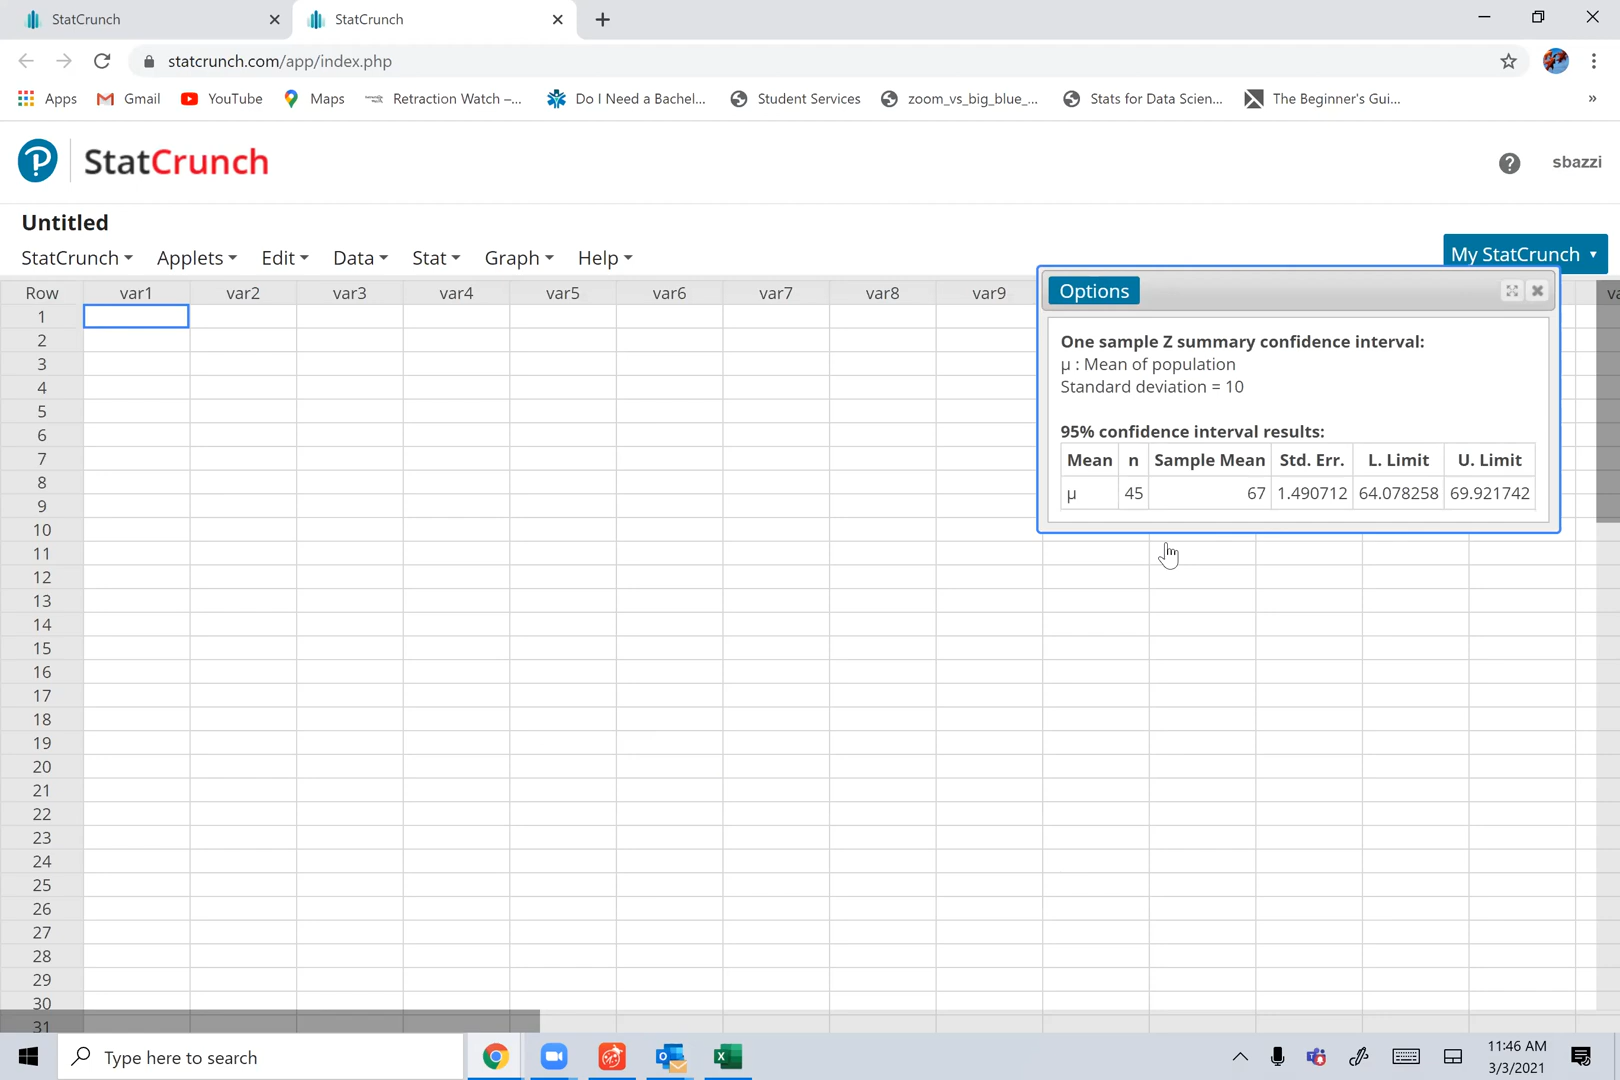 StatCrunch
StatCrunch
statcrunch.com/app/index.php
Apps Gmail YouTube Maps Retraction Watch –... Do I Need a Bachel... Student Services zoom_vs_big_blue_... Stats for Data Scien... The Beginner's Gui... »
StatCrunch
sbazzi
Untitled
StatCrunch Applets Edit Data Stat Graph Help
My StatCrunch
Row var1 var2 var3 var4 var5 var6 var7 var8 var9
Options
One sample Z summary confidence interval:
μ : Mean of population
Standard deviation = 10
95% confidence interval results:
Mean n Sample Mean Std. Err. L. Limit U. Limit
μ 45 67 1.490712 64.078258 69.921742
1
2
3
4
5
6
7
8
9
10
11
12
13
14
15
16
17
18
19
20
21
22
23
24
25
26
27
28
29
30
31
Type here to search
11:46 AM
3/3/2021